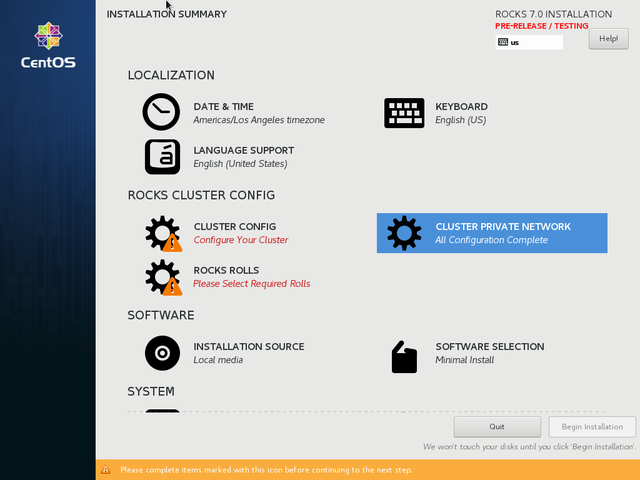 INSTALLATION SUMMARY
ROCKS 7.0 INSTALLATION
PRE-RELEASE / TESTING
us
Help!
CentOS
LOCALIZATION
DATE & TIME
Americas/Los Angeles timezone
KEYBOARD
English (US)
á
LANGUAGE SUPPORT
English (United States)
ROCKS CLUSTER CONFIG
CLUSTER CONFIG
Configure Your Cluster
CLUSTER PRIVATE NETWORK
All Configuration Complete
ROCKS ROLLS
Please Select Required Rolls
SOFTWARE
INSTALLATION SOURCE
Local media
SOFTWARE SELECTION
Minimal Install
SYSTEM
Quit
Begin Installation
We won't touch your disks until you click 'Begin Installation'.
Please complete items marked with this icon before continuing to the next step.